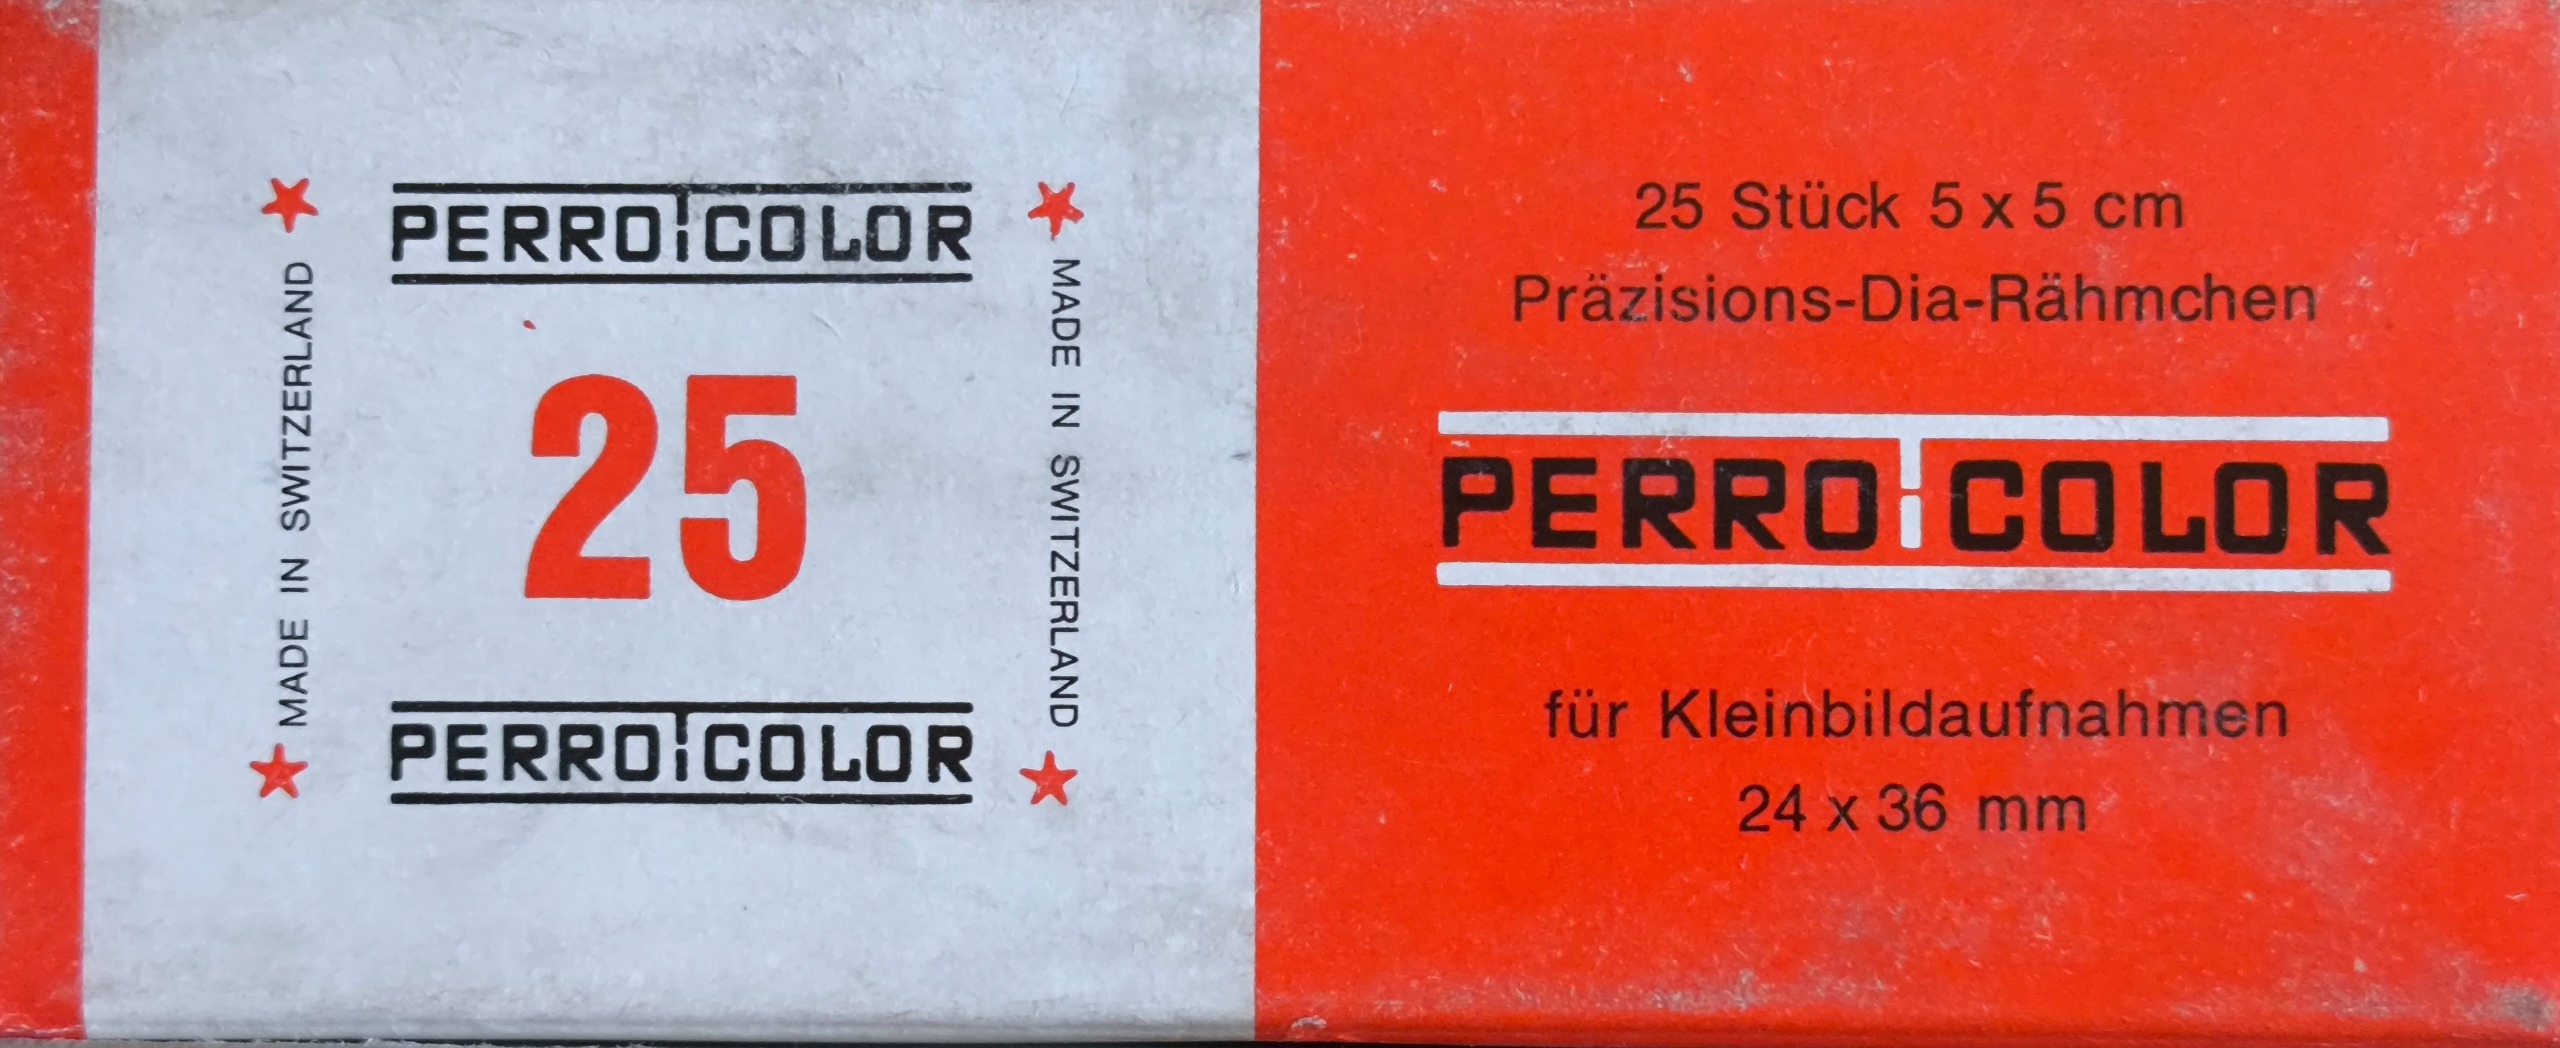 MADE IN SWITZERLAND
PERROTCOLOR
25
PERROTCOLOR
MADE IN SWITZERLAND
25 Stück 5 x 5 cm
Präzisions-Dia-Rähmchen
PERROTCOLOR
für Kleinbildaufnahmen
24 x 36 mm